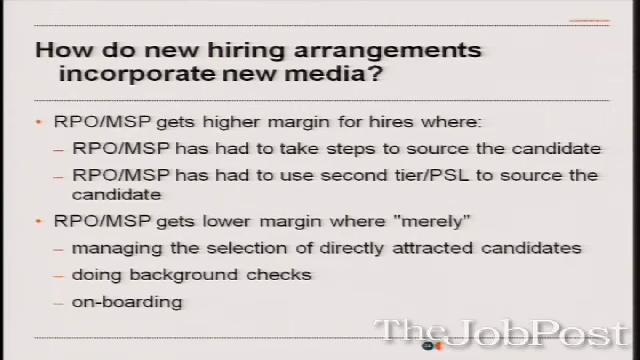 How do new hiring arrangements
incorporate new media?
• RPO/MSP gets higher margin for hires where:
– RPO/MSP has had to take steps to source the candidate
– RPO/MSP has had to use second tier/PSL to source the
candidate
• RPO/MSP gets lower margin where "merely"
– managing the selection of directly attracted candidates
– doing background checks
– on-boarding
TheJobPost